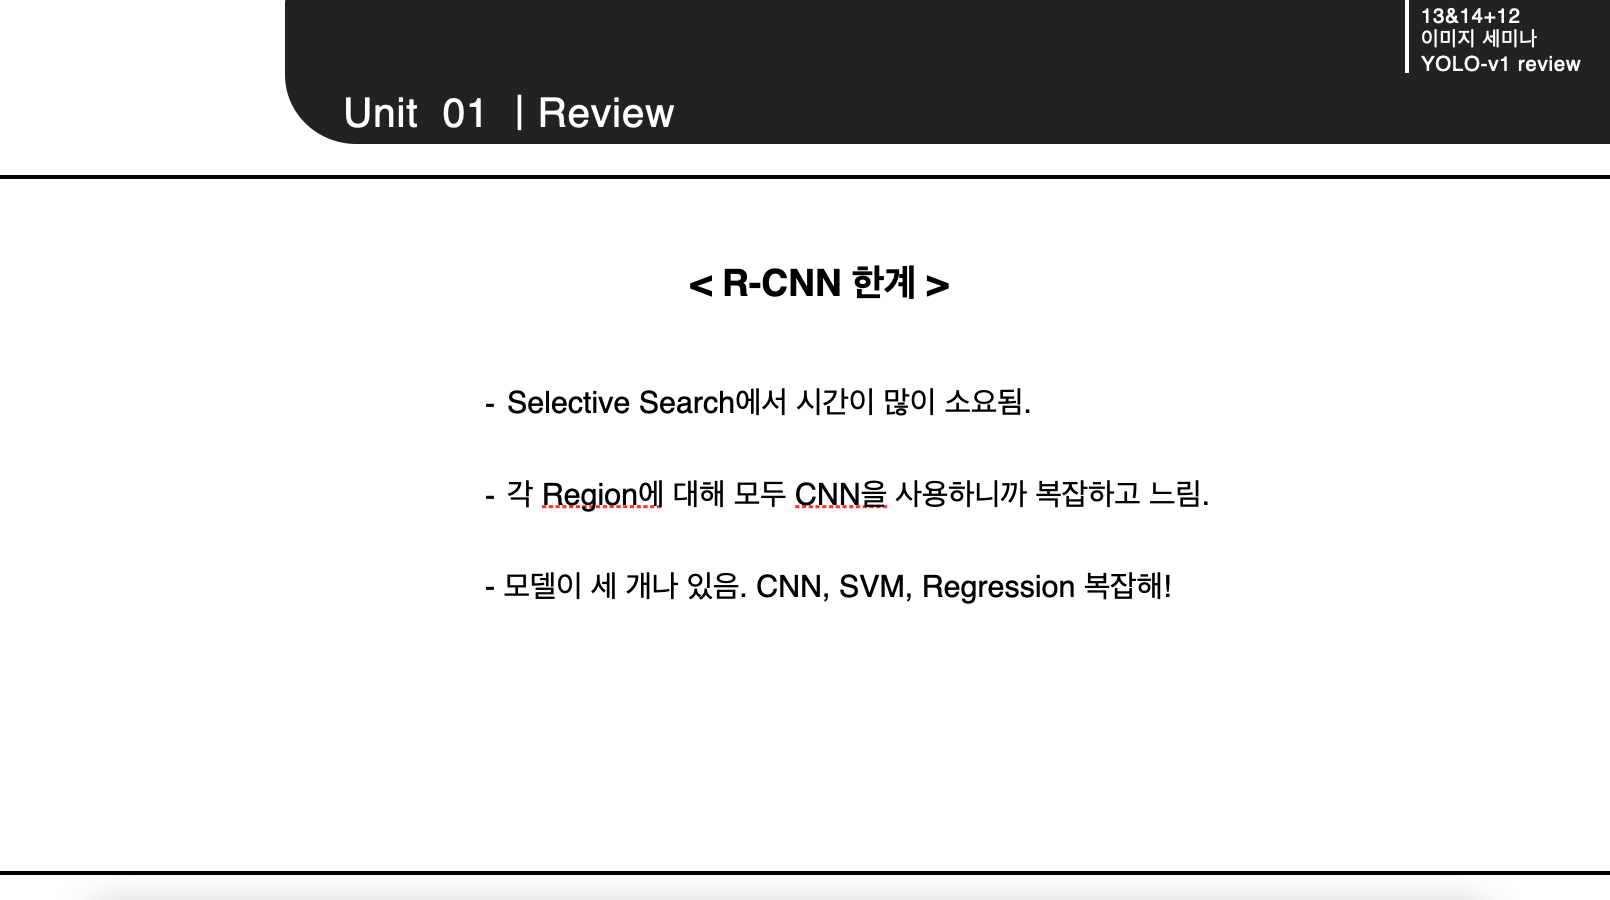 13&14+12
이미지 세미나
YOLO-v1 review
Unit 01 | Review
< R-CNN 한계 >
- Selective Search에서 시간이 많이 소요됨.
- 각 Region에 대해 모두 CNN을 사용하니까 복잡하고 느림.
- 모델이 세 개나 있음. CNN, SVM, Regression 복잡해!